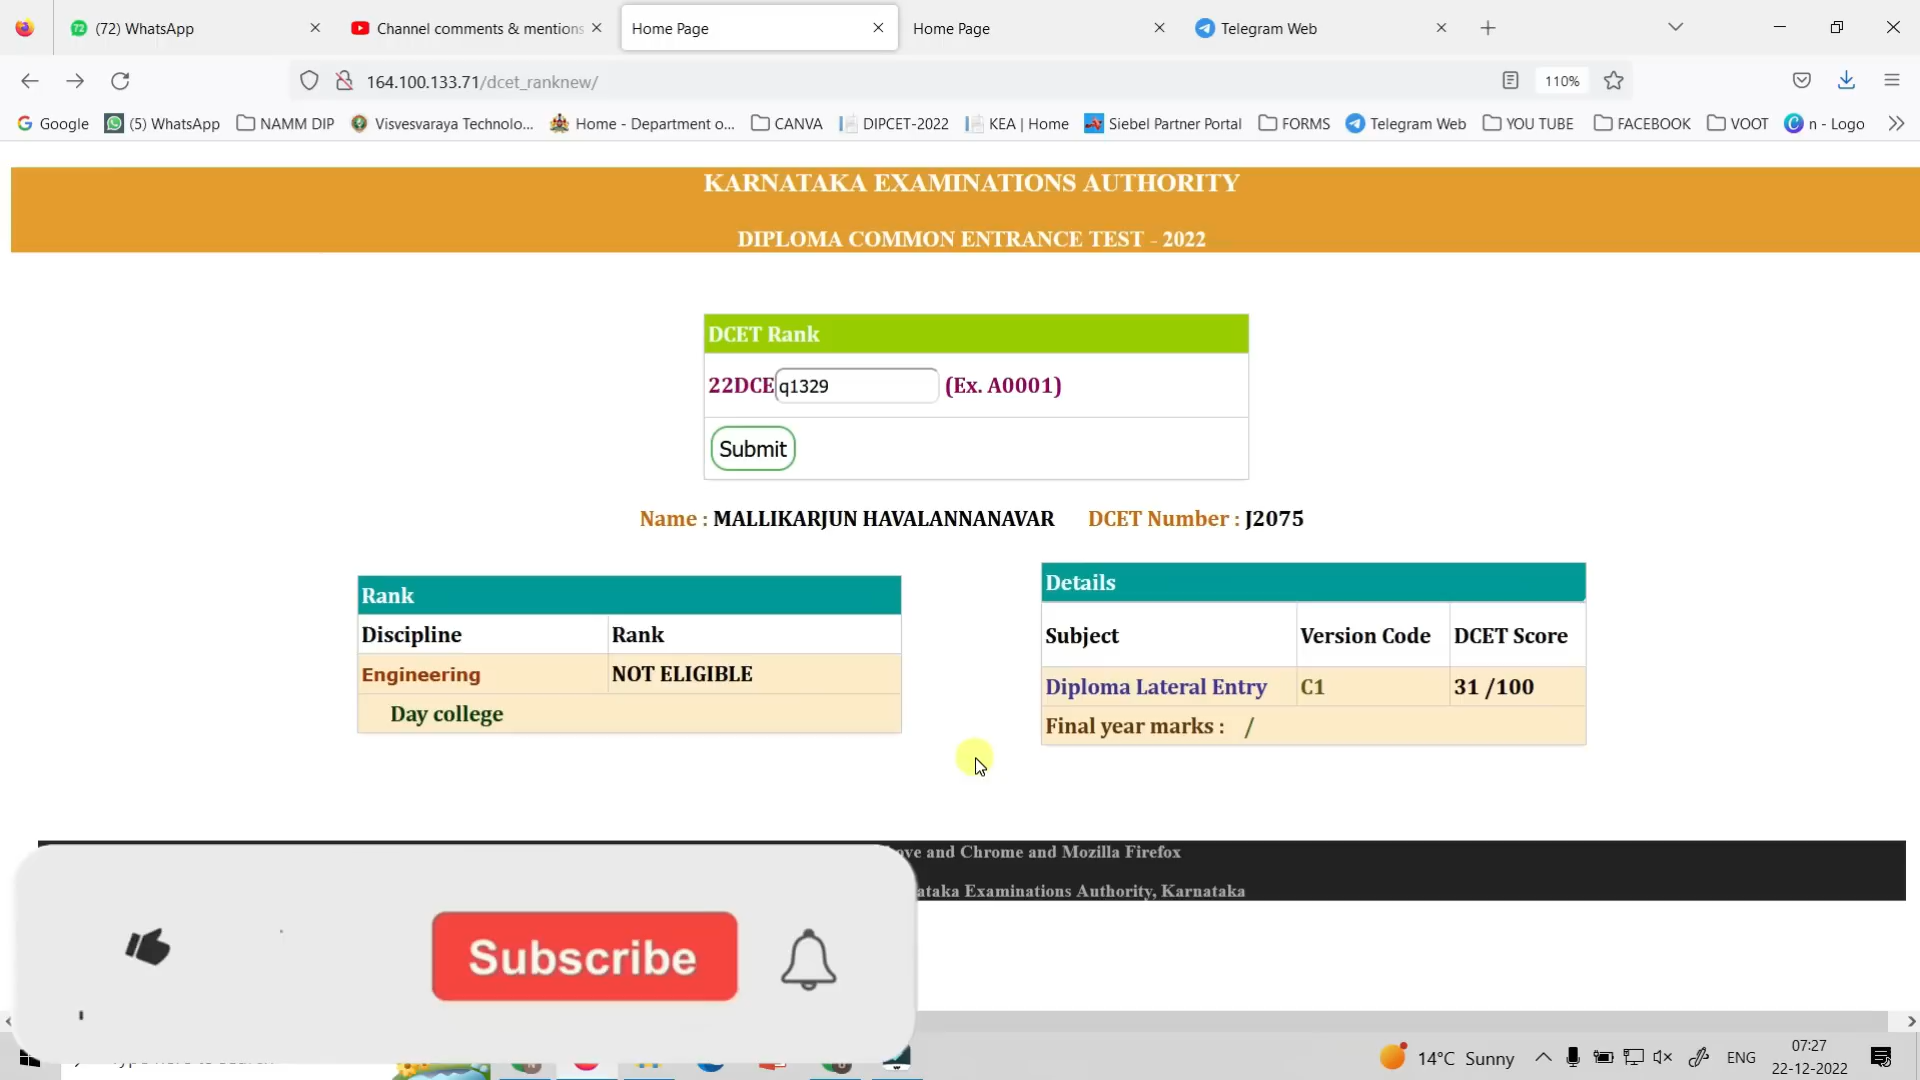 (72) WhatsApp
Channel comments & mentions
Home Page
Home Page
Telegram Web
164.100.133.71/dcet_ranknew/
110%
Google
(5) WhatsApp
NAMM DIP
Visvesvaraya Technolo...
Home - Department o...
CANVA
DIPCET-2022
KEA | Home
Siebel Partner Portal
FORMS
Telegram Web
YOU TUBE
FACEBOOK
VOOT
n - Logo
KARNATAKA EXAMINATIONS AUTHORITY
DIPLOMA COMMON ENTRANCE TEST - 2022
DCET Rank
22DCE q1329 (Ex. A0001)
Submit
Name : MALLIKARJUN HAVALANNANAVAR DCET Number : J2075
Rank
Discipline Rank
Engineering NOT ELIGIBLE
Day college
Details
Subject Version Code DCET Score
Diploma Lateral Entry C1 31 /100
Final year marks : /
and Chrome and Mozilla Firefox
Examinations Authority, Karnataka
Subscribe
14°C Sunny
ENG
07:27
22-12-2022